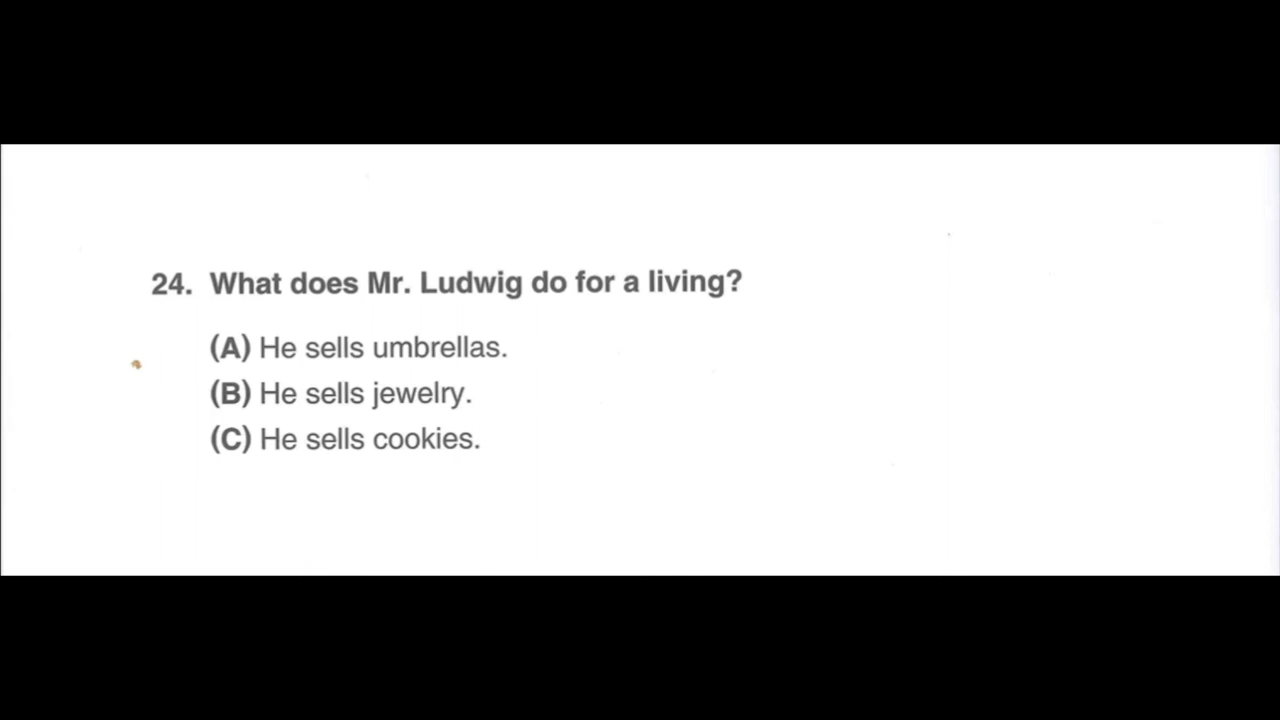 24. What does Mr. Ludwig do for a living?
(A) He sells umbrellas.
(B) He sells jewelry.
(C) He sells cookies.